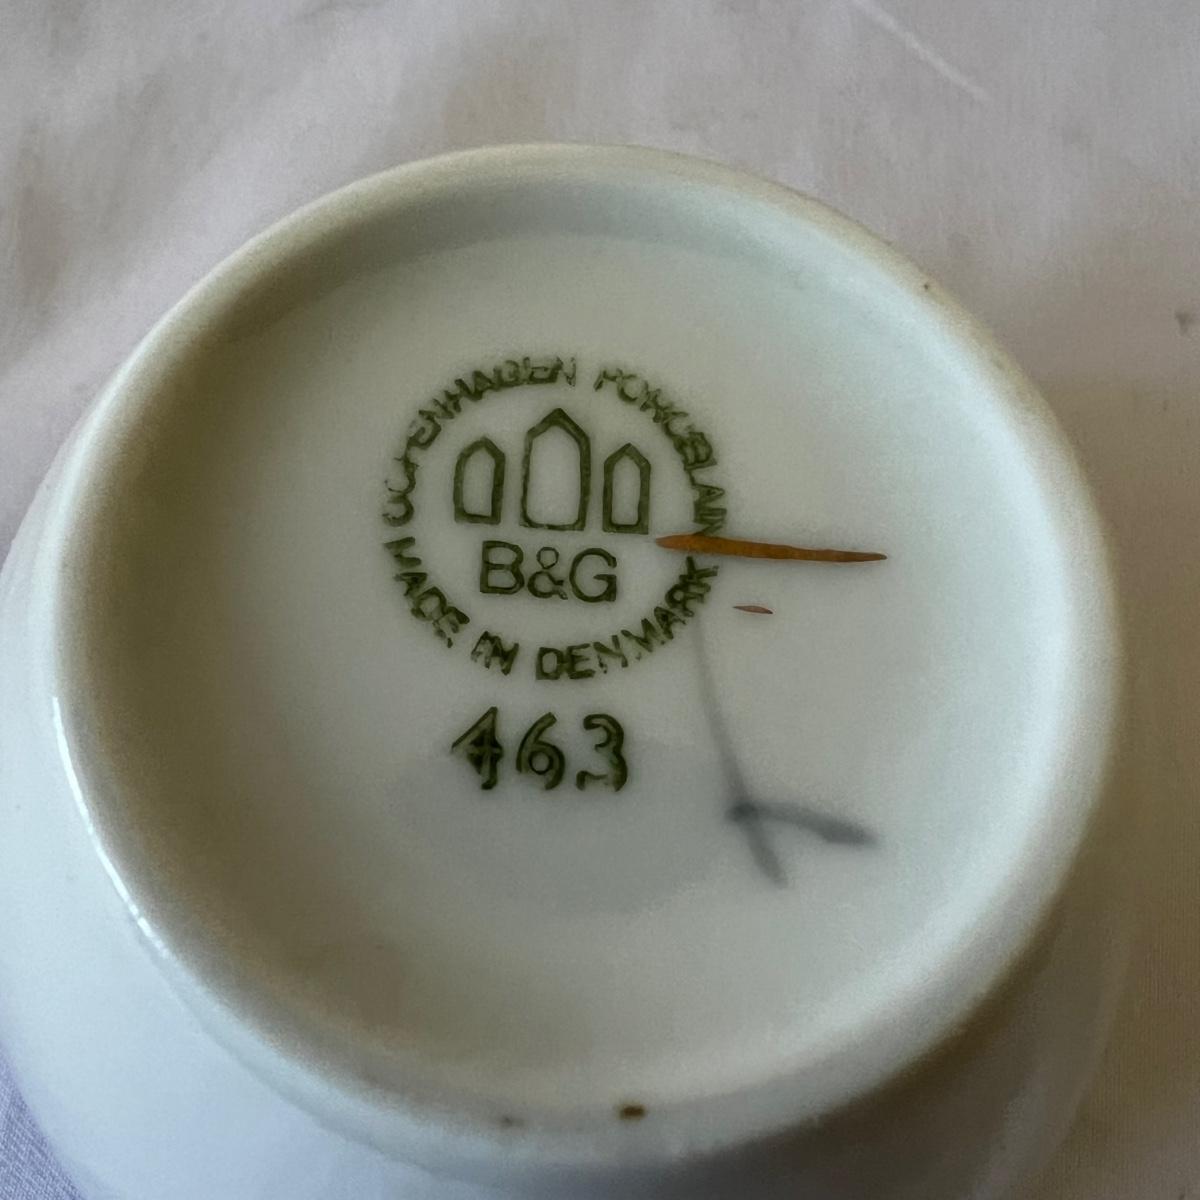 COPENHAGEN PORCELAIN
B&G
MADE IN DENMARK
463